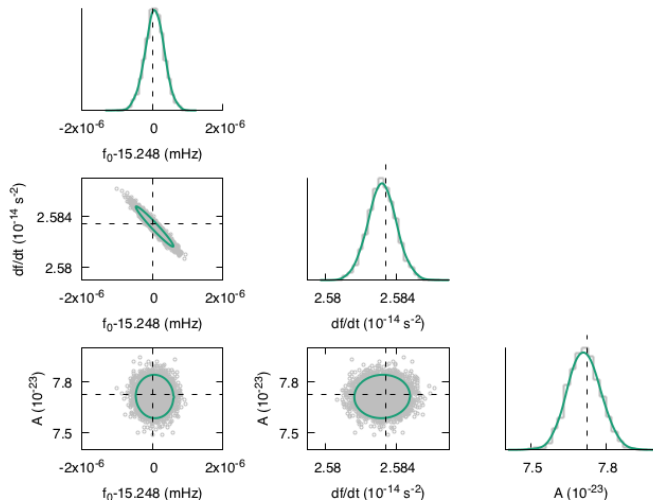 -2x10⁻⁶ 0 2x10⁻⁶
f₀-15.248 (mHz)
df/dt (10⁻¹⁴ s⁻²)
2.584
2.58
-2x10⁻⁶ 0 2x10⁻⁶
f₀-15.248 (mHz)
2.58 2.584
df/dt (10⁻¹⁴ s⁻²)
A (10⁻²³)
7.8
7.5
-2x10⁻⁶ 0 2x10⁻⁶
f₀-15.248 (mHz)
A (10⁻²³)
7.8
7.5
2.58 2.584
df/dt (10⁻¹⁴ s⁻²)
7.5 7.8
A (10⁻²³)